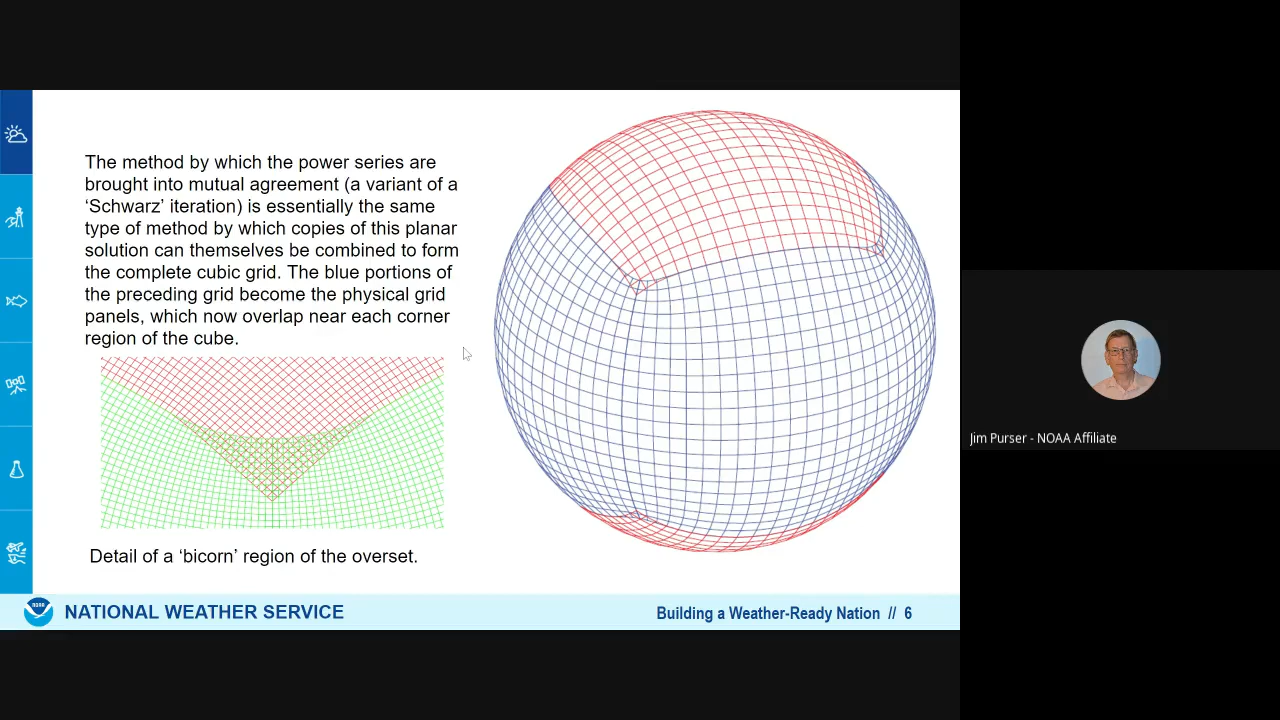 The method by which the power series are
brought into mutual agreement (a variant of a
‘Schwarz’ iteration) is essentially the same
type of method by which copies of this planar
solution can themselves be combined to form
the complete cubic grid. The blue portions of
the preceding grid become the physical grid
panels, which now overlap near each corner
region of the cube.
Detail of a ‘bicorn’ region of the overset.
NATIONAL WEATHER SERVICE
Building a Weather-Ready Nation // 6
Jim Purser - NOAA Affiliate